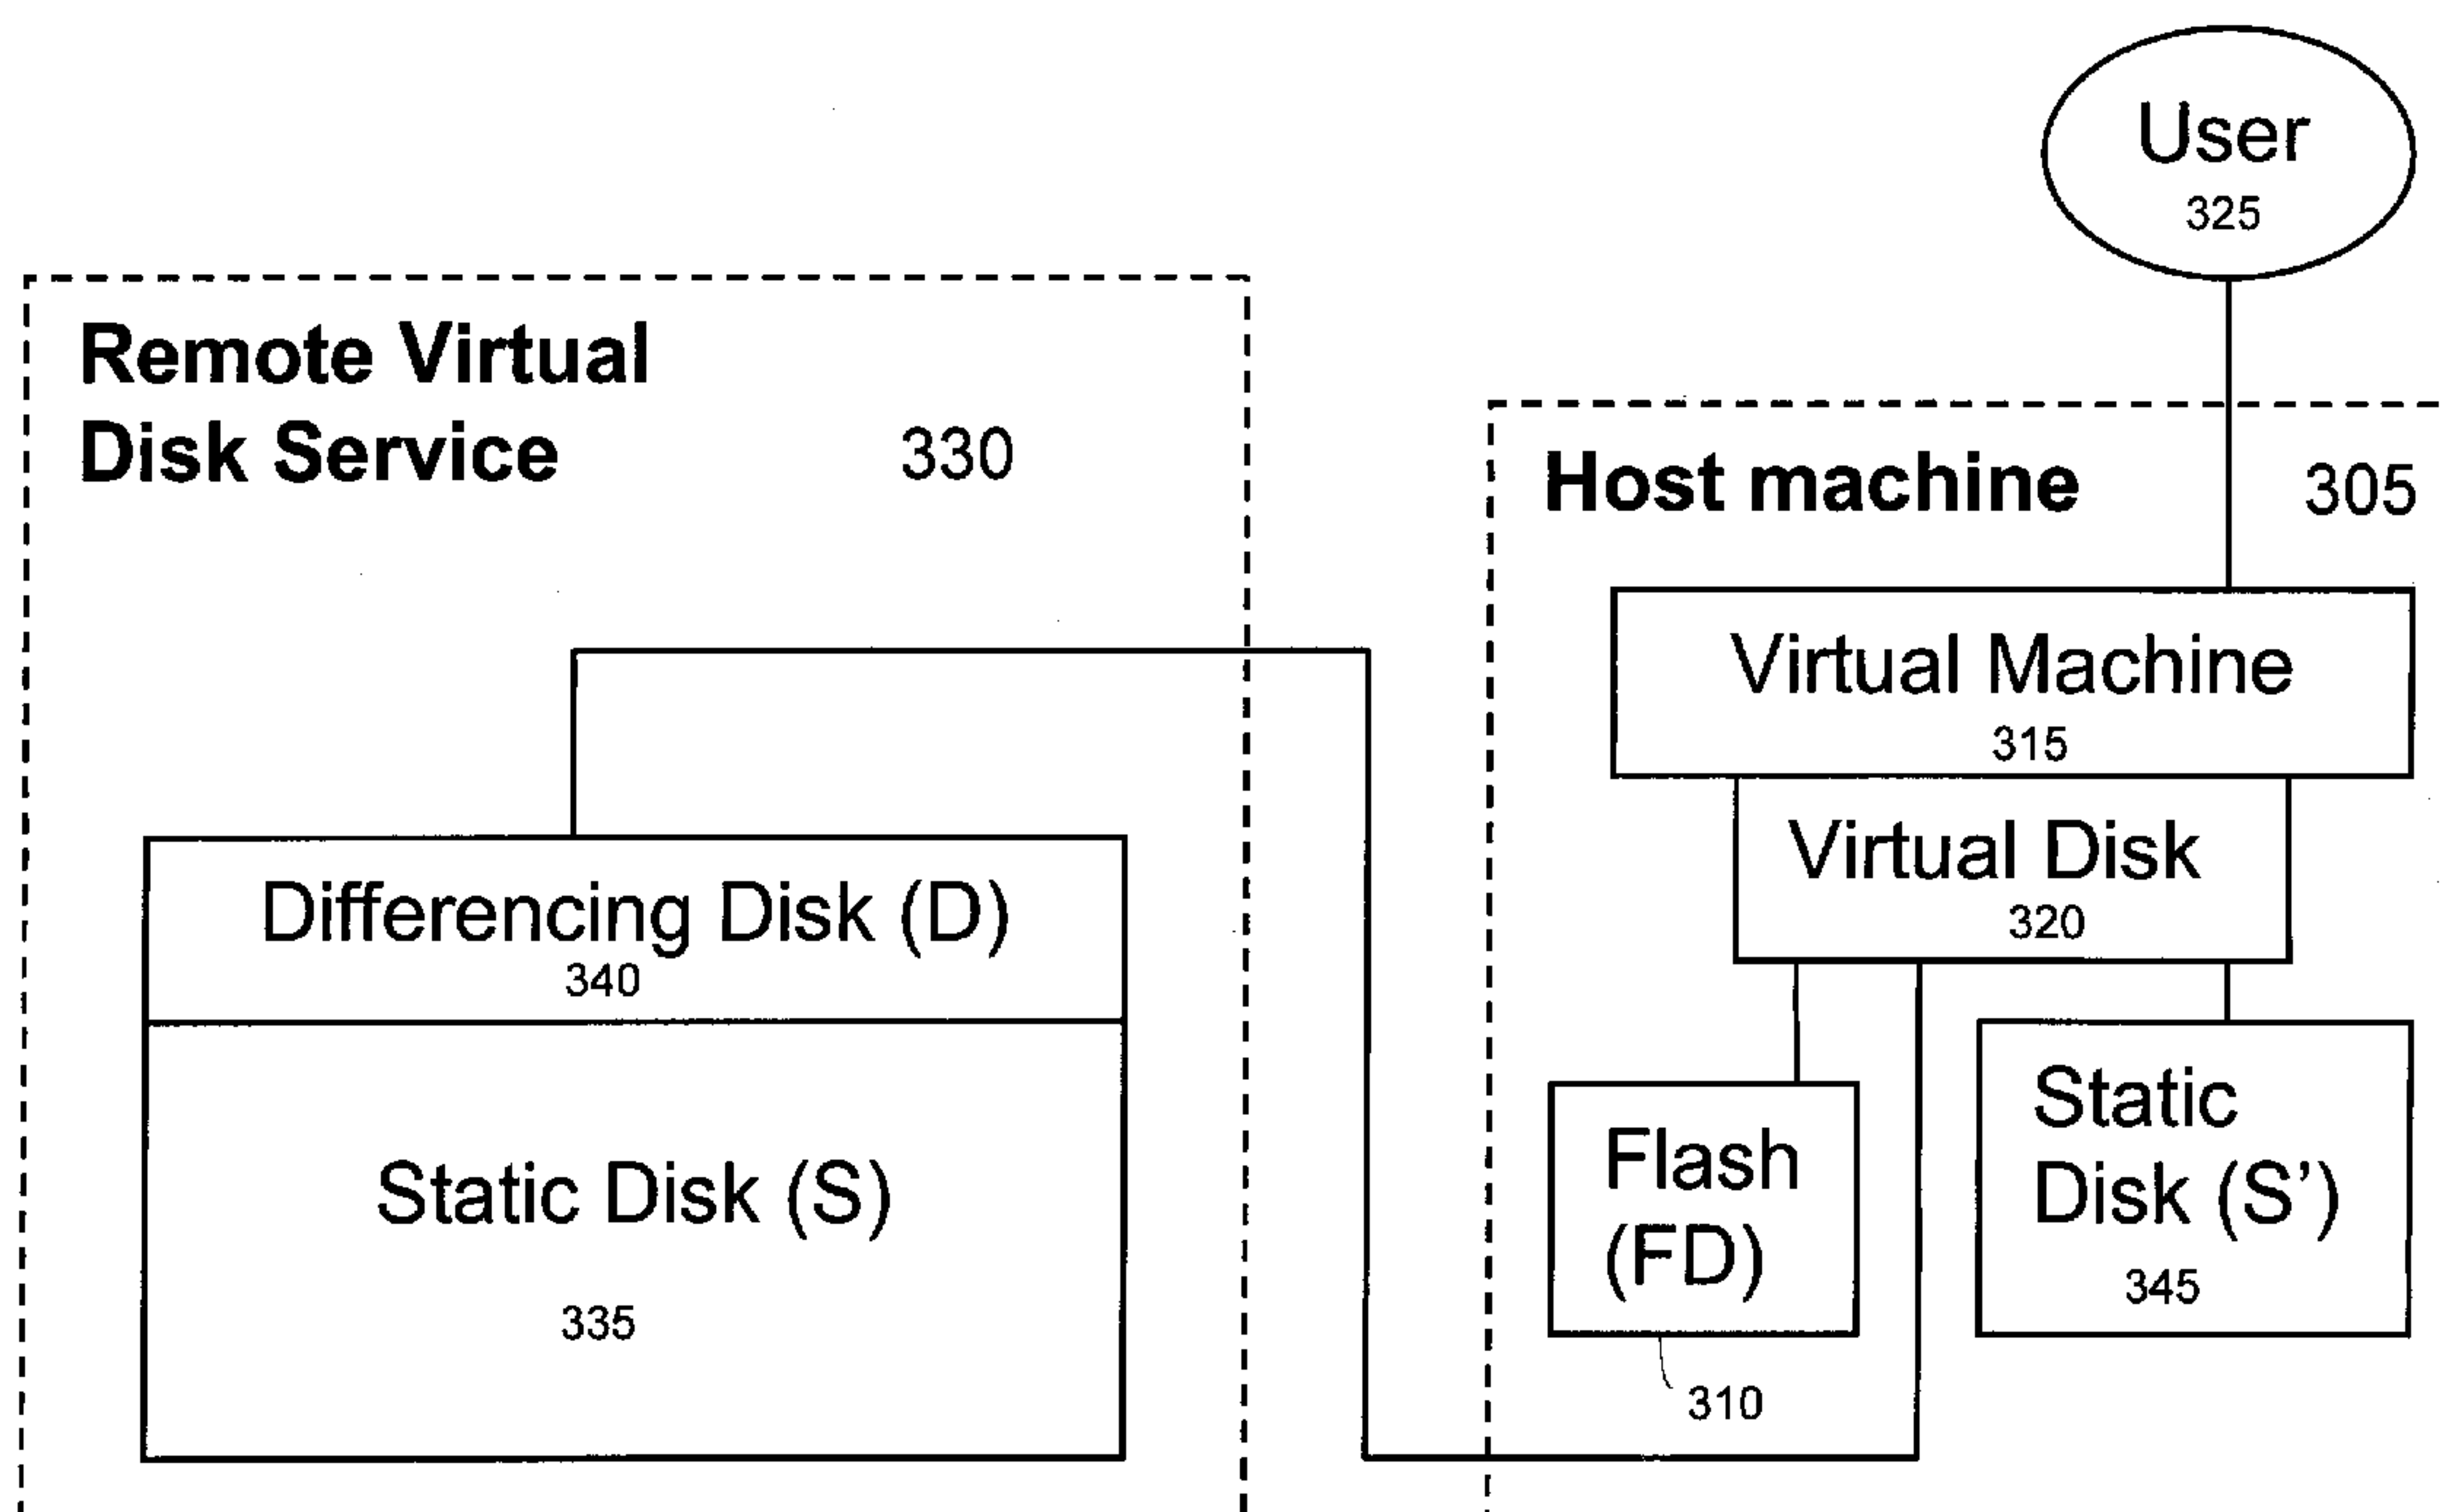 User
325
Remote Virtual
Disk Service 330
Host machine 305
Virtual Machine
315
Virtual Disk
320
Differencing Disk (D)
340
Static Disk (S)
335
Flash
(FD)
310
Static
Disk (S’)
345